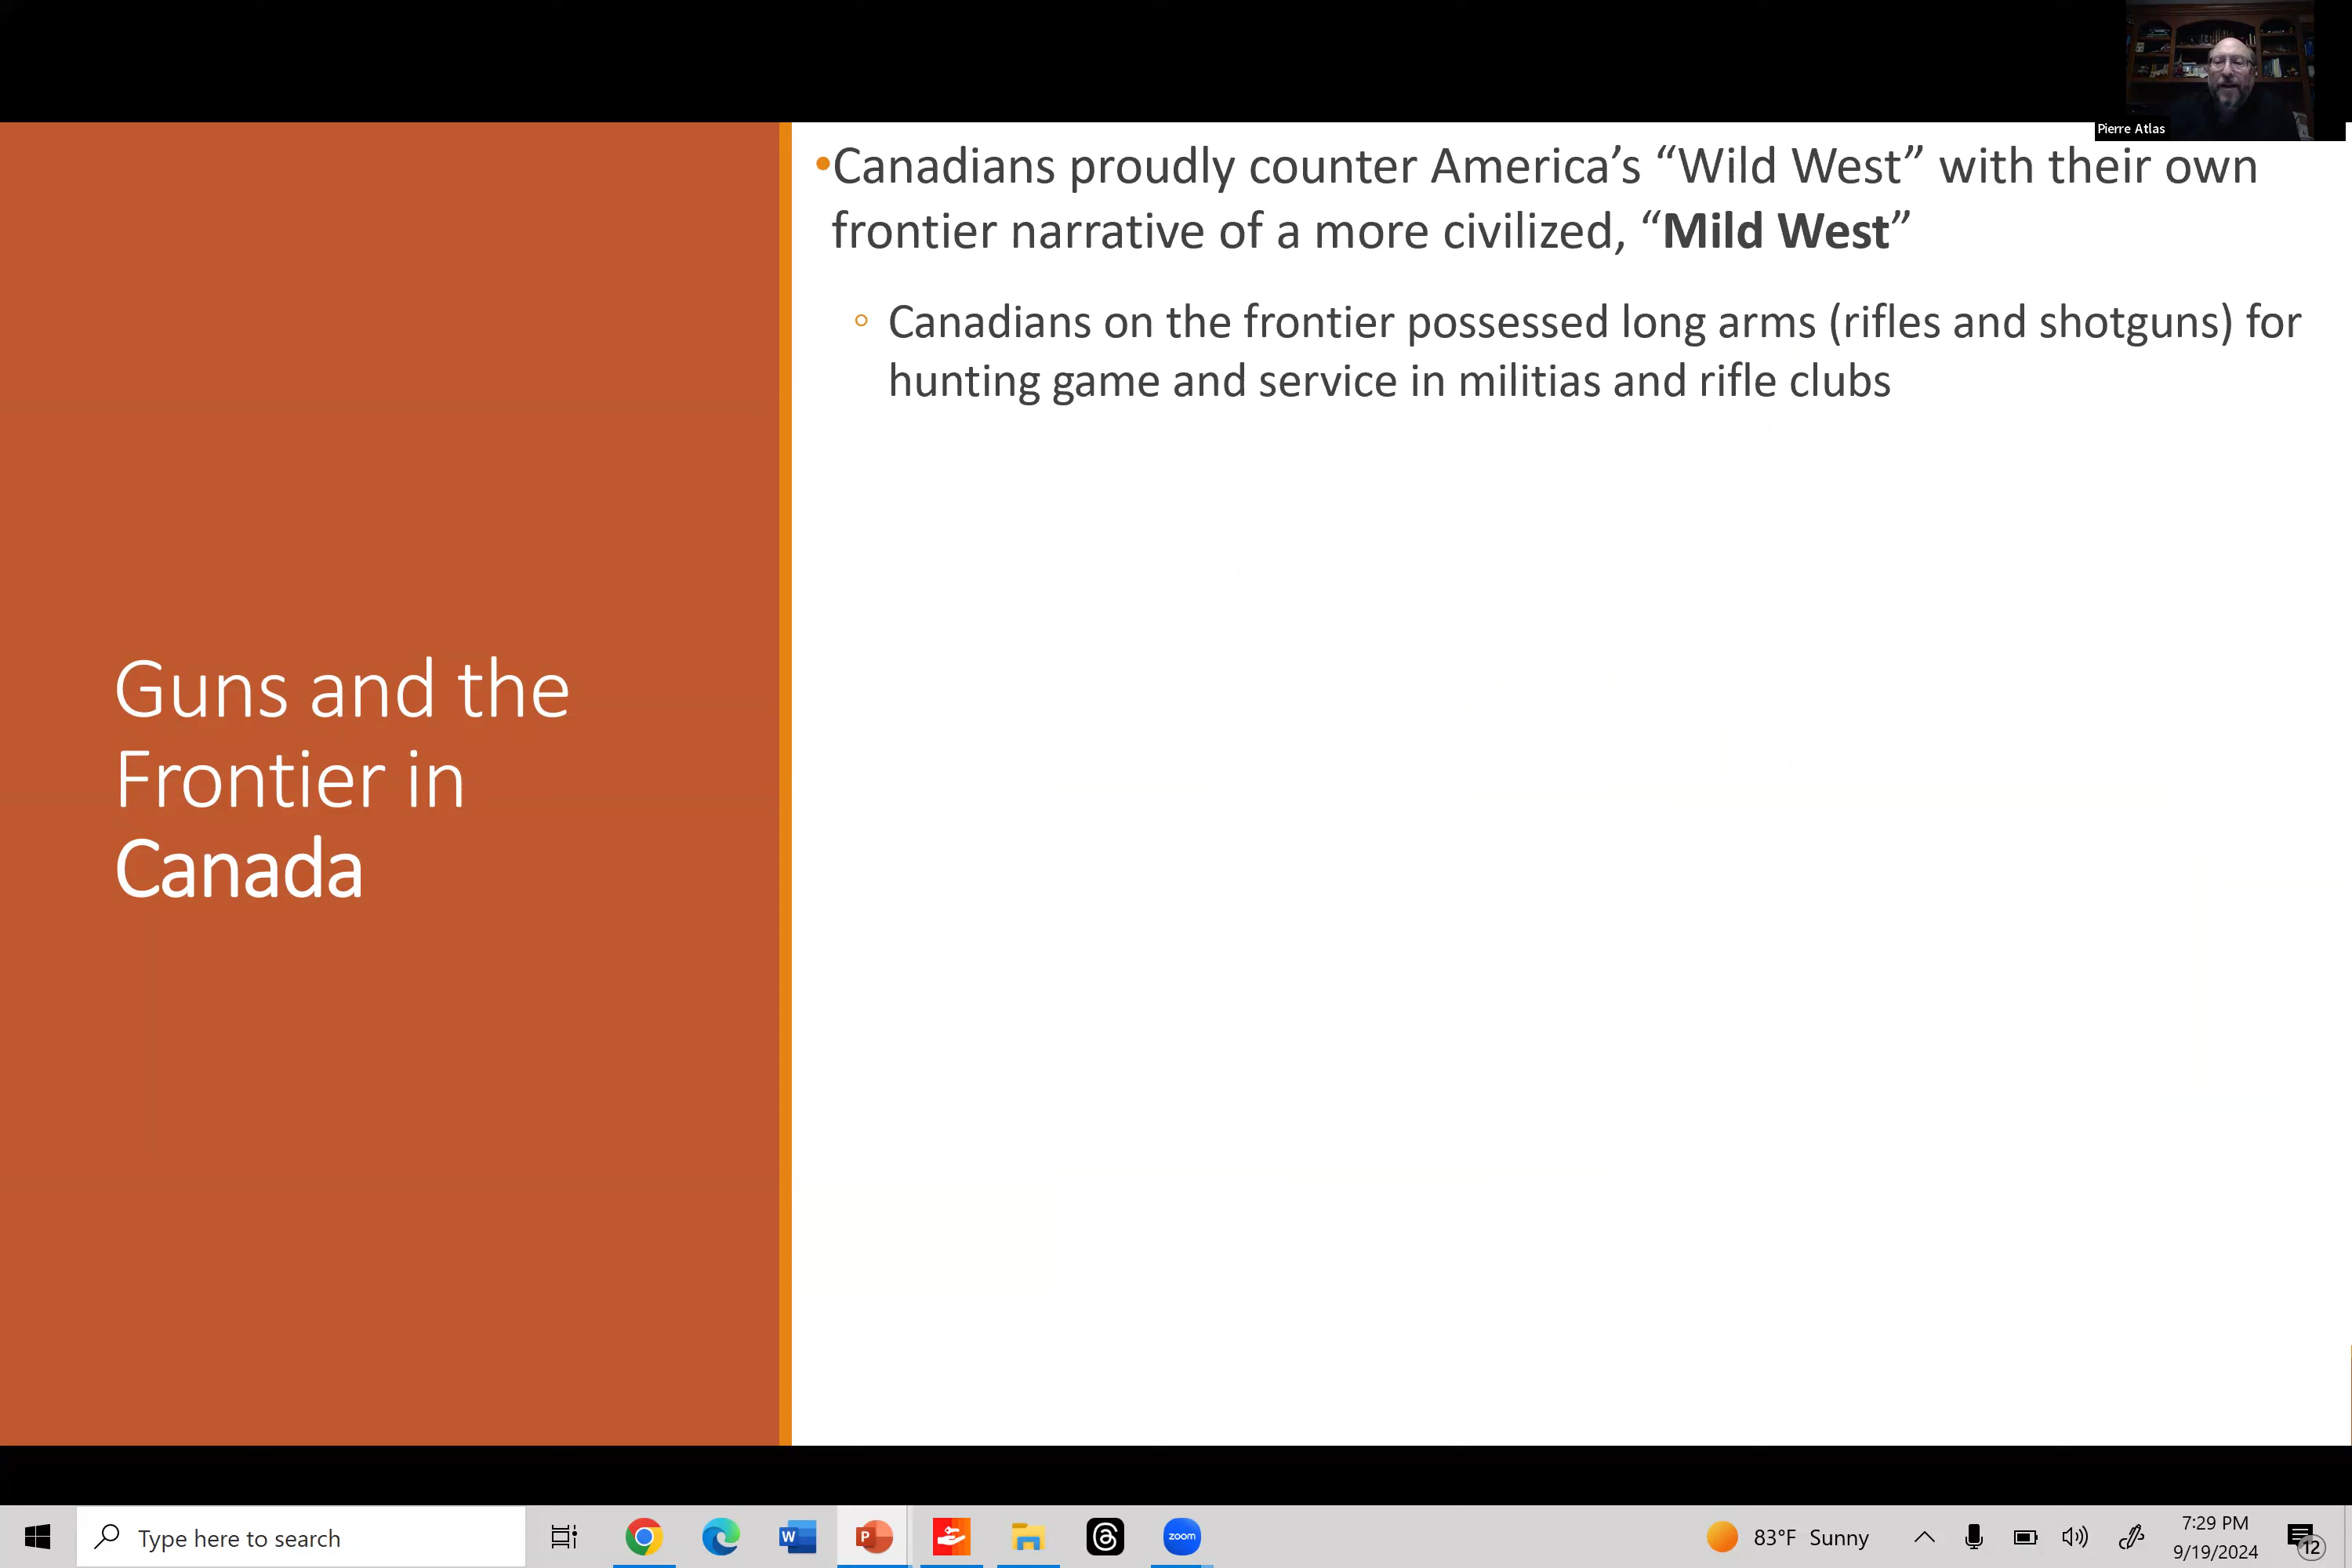 Pierre Atlas
•Canadians proudly counter America’s “Wild West” with their own
frontier narrative of a more civilized, “Mild West”
◦ Canadians on the frontier possessed long arms (rifles and shotguns) for
hunting game and service in militias and rifle clubs
Guns and the
Frontier in
Canada
Type here to search
W
P
zoom
83°F Sunny
7:29 PM
9/19/2024
12